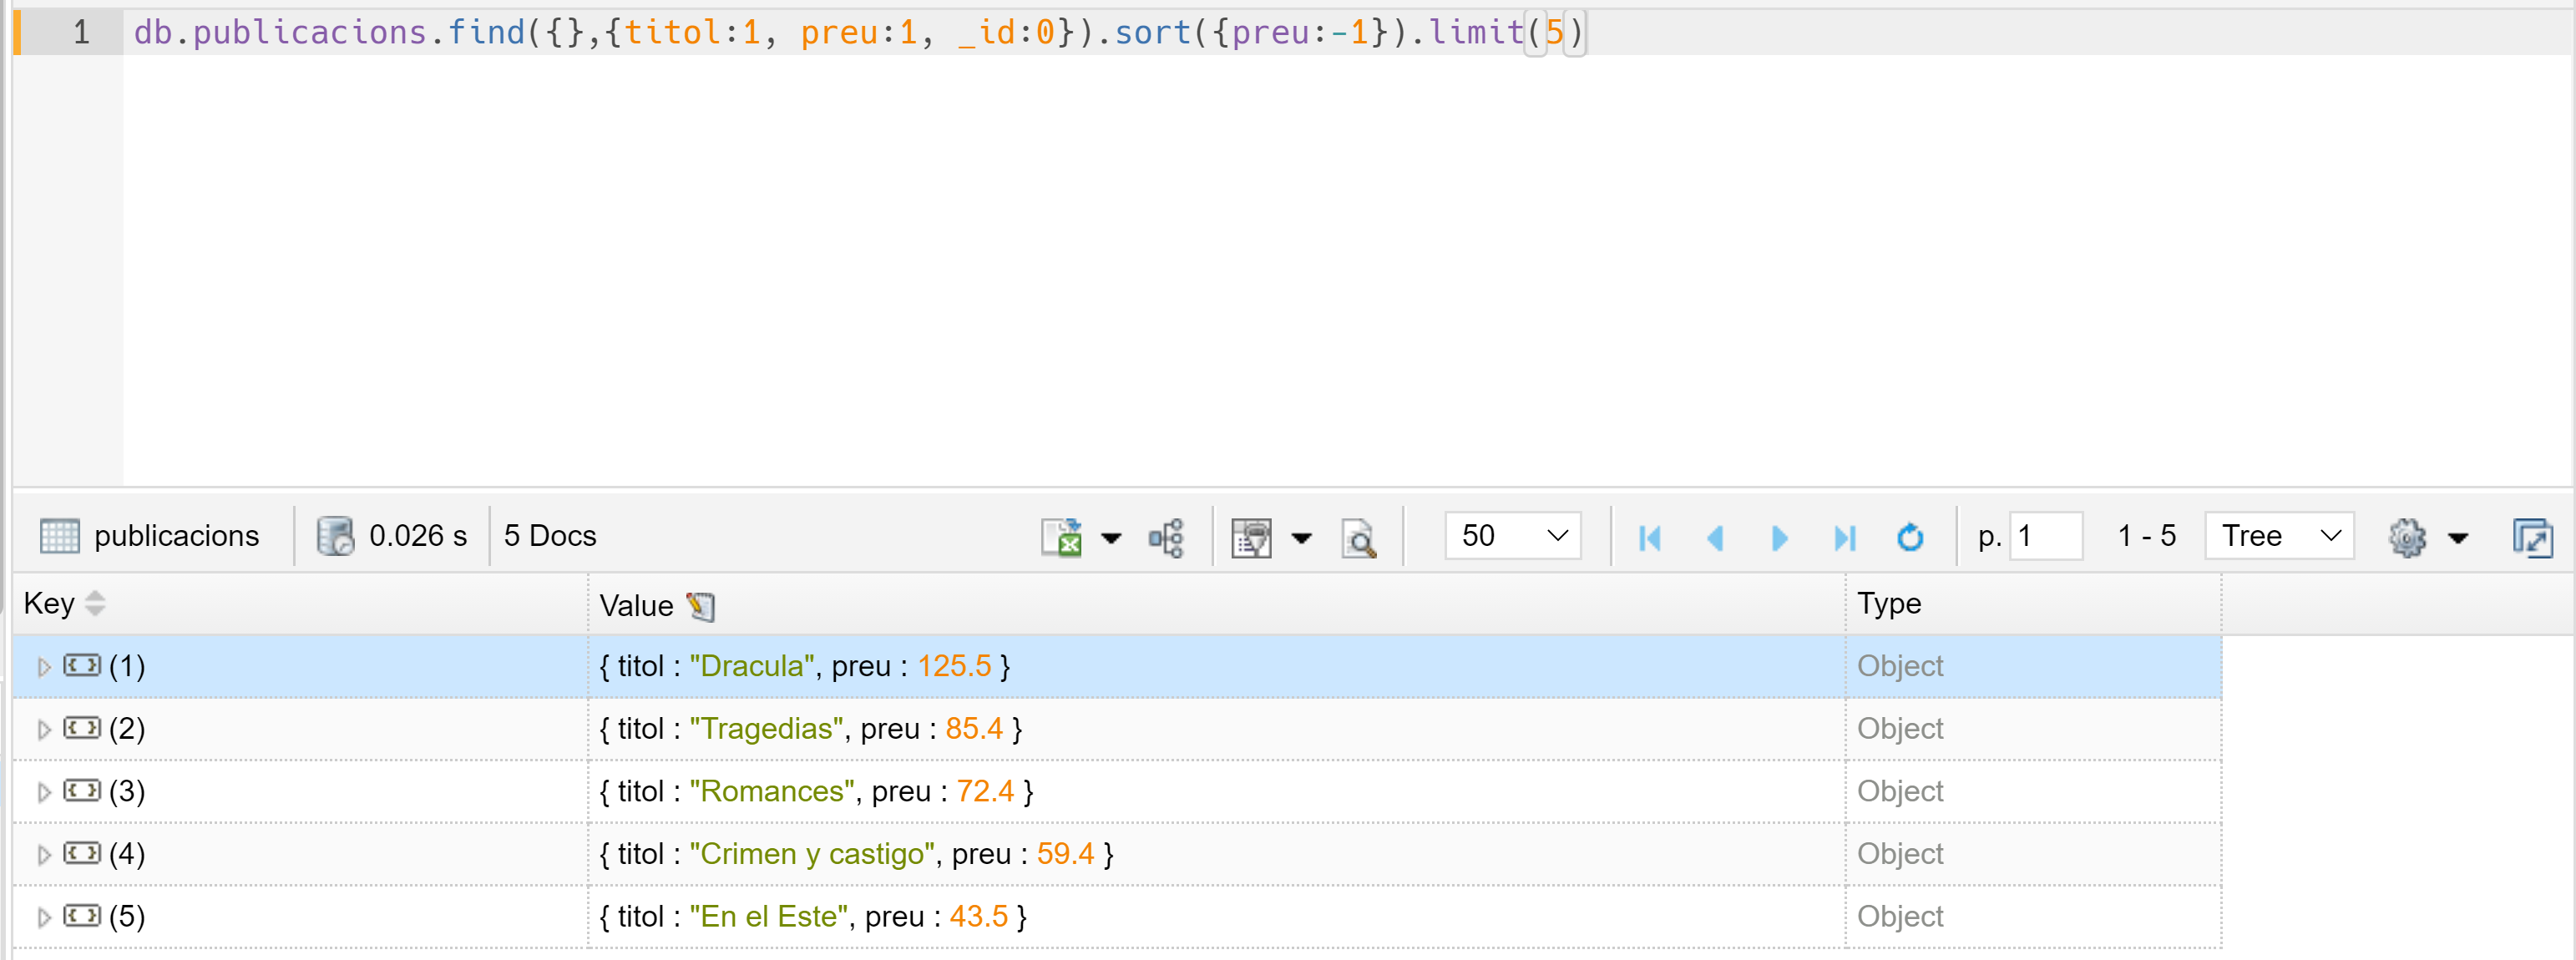 1 db.publicacions.find({},{titol:1, preu:1, _id:0}).sort({preu:-1}).limit(5)
publicacions 0.026 s 5 Docs 50 p. 1 1 - 5 Tree
Key Value Type
(1) { titol : "Dracula", preu : 125.5 } Object
(2) { titol : "Tragedias", preu : 85.4 } Object
(3) { titol : "Romances", preu : 72.4 } Object
(4) { titol : "Crimen y castigo", preu : 59.4 } Object
(5) { titol : "En el Este", preu : 43.5 } Object